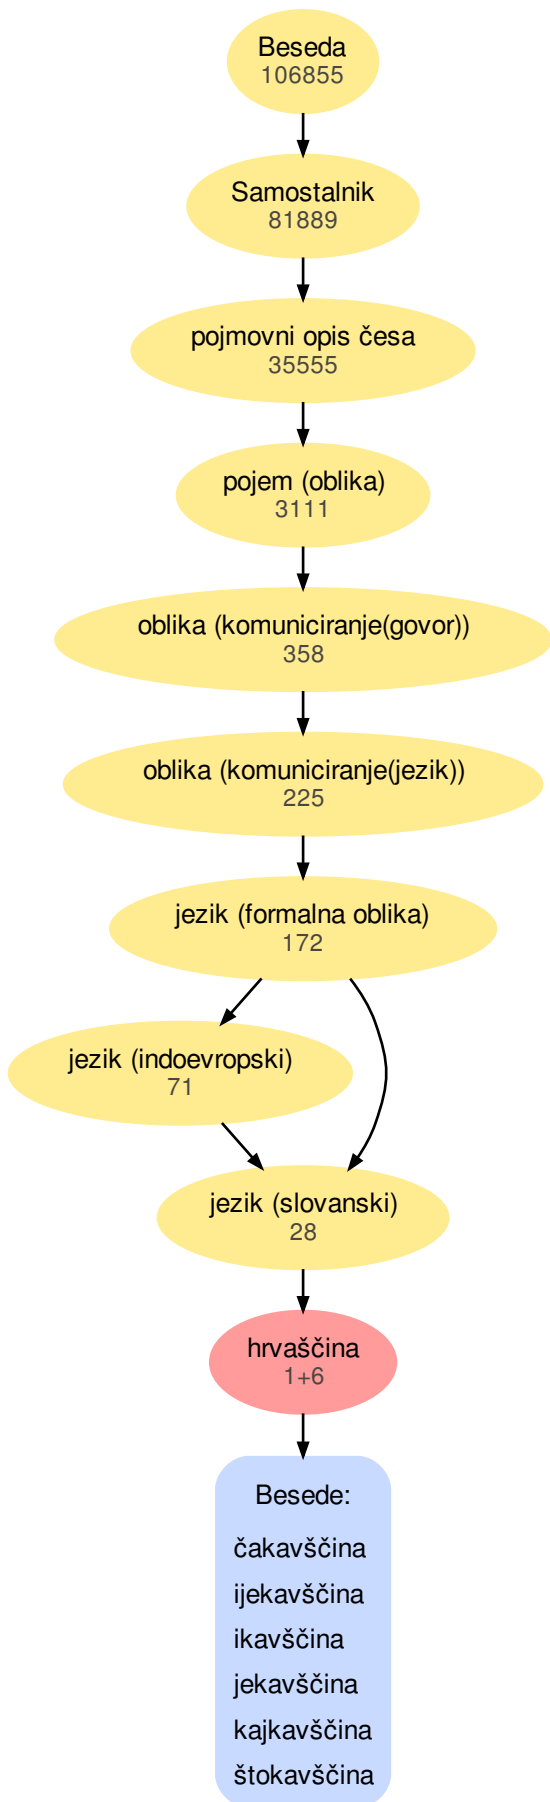 Beseda
106855
Samostalnik
81889
pojmovni opis česa
35555
pojem (oblika)
3111
oblika (komuniciranje(govor))
358
oblika (komuniciranje(jezik))
225
jezik (formalna oblika)
172
jezik (indoevropski)
71
jezik (slovanski)
28
hrvaščina
1+6
Besede:
čakavščina
ijekavščina
ikavščina
jekavščina
kajkavščina
štokavščina